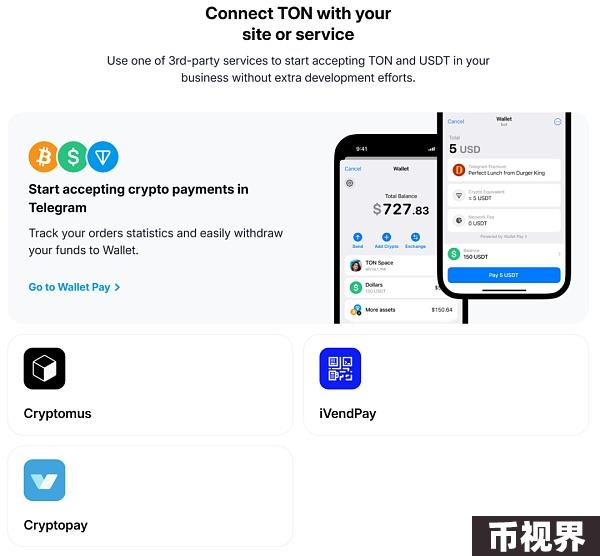 Connect TON with your
site or service
Use one of 3rd-party services to start accepting TON and USDT in your
business without extra development efforts.
Start accepting crypto payments in
Telegram
Track your orders statistics and easily withdraw
your funds to Wallet.
Go to Wallet Pay >
9:41
Cancel
Wallet
Total Balance
$727.83
Send
Add Crypto
Exchange
TON Space
Dollars
150 USDT
More assets
$150.64
Cancel
Wallet
bot
Total
5 USD
Telegram Premium
Perfect Lunch from Durger King
Crypto Equivalent
≈ 5 USDT
Network Fee
0 USDT
Powered by Wallet Pay
Balance
150 USDT
Pay 5 USDT
Cryptomus
iVendPay
Cryptopay
币视界